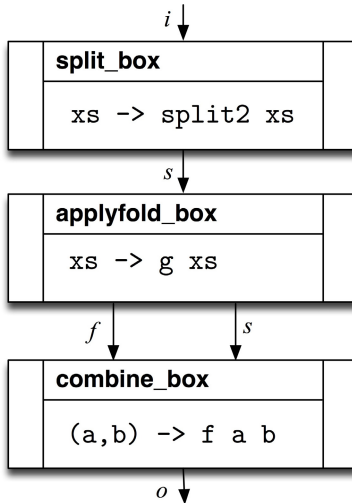 i
split_box
xs -> split2 xs
s
applyfold_box
xs -> g xs
f s
combine_box
(a,b) -> f a b
o